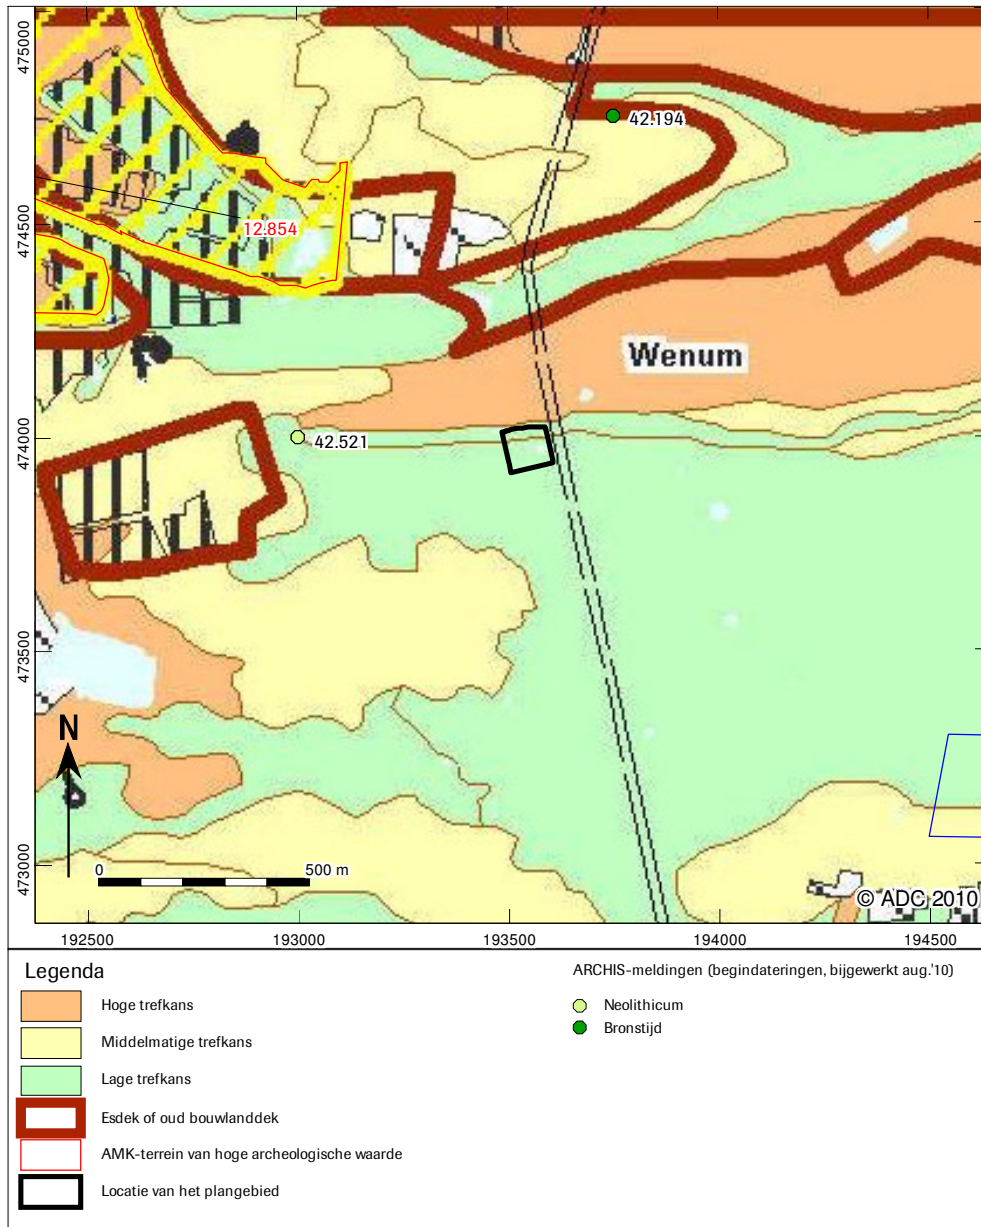 475000
474500
474000
473500
473000
42.194
12.854
Wenum
42.521
N
0 500 m
© ADC 2010
192500 193000 193500 194000 194500
Legenda
Hoge trefkans
Middelmatige trefkans
Lage trefkans
Esdek of oud bouwlanddek
AMK-terrein van hoge archeologische waarde
Locatie van het plangebied
ARCHIS-meldingen (begindateringen, bijgewerkt aug.'10)
Neolithicum
Bronstijd